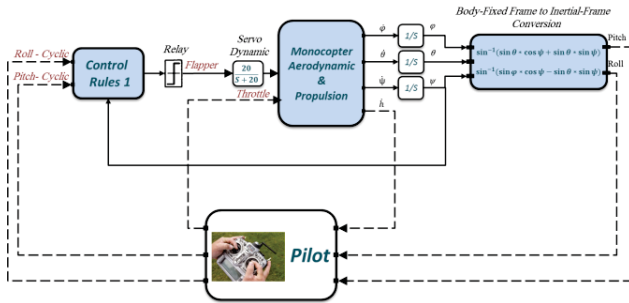 Body-Fixed Frame to Inertial-Frame
Conversion
Roll - Cyclic
Pitch- Cyclic
Control
Rules 1
Relay
Flapper
Servo
Dynamic
20
S + 20
Throttle
Monocopter
Aerodynamic
&
Propulsion
φ̇
1/S
φ
θ̇
1/S
θ
ψ̇
1/S
ψ
ḣ
sin⁻¹(sin θ ∘ cos ψ + sin θ ∘ sin ψ)
sin⁻¹(sin φ ∘ cos ψ − sin θ ∘ sin ψ)
Pitch
Roll
Pilot